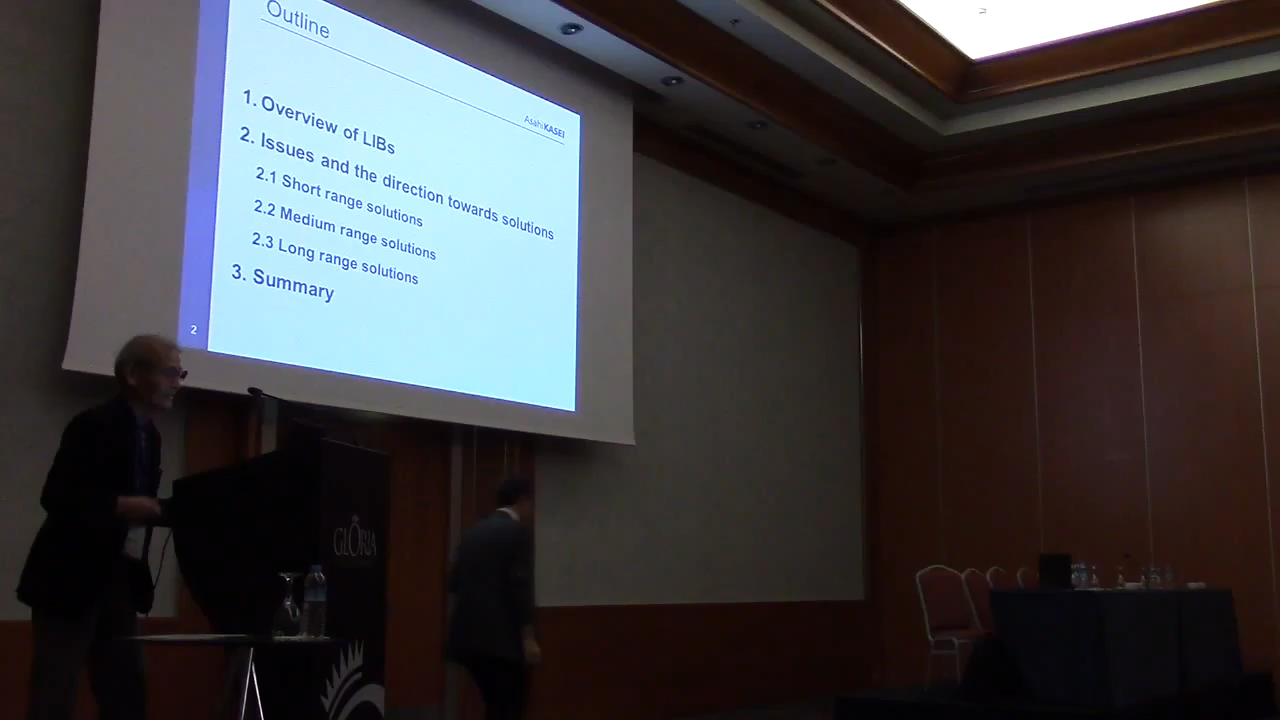 Outline
AsahiKASEI
1. Overview of LIBs
2. Issues and the direction towards solutions
2.1 Short range solutions
2.2 Medium range solutions
2.3 Long range solutions
3. Summary
2
GLORIA